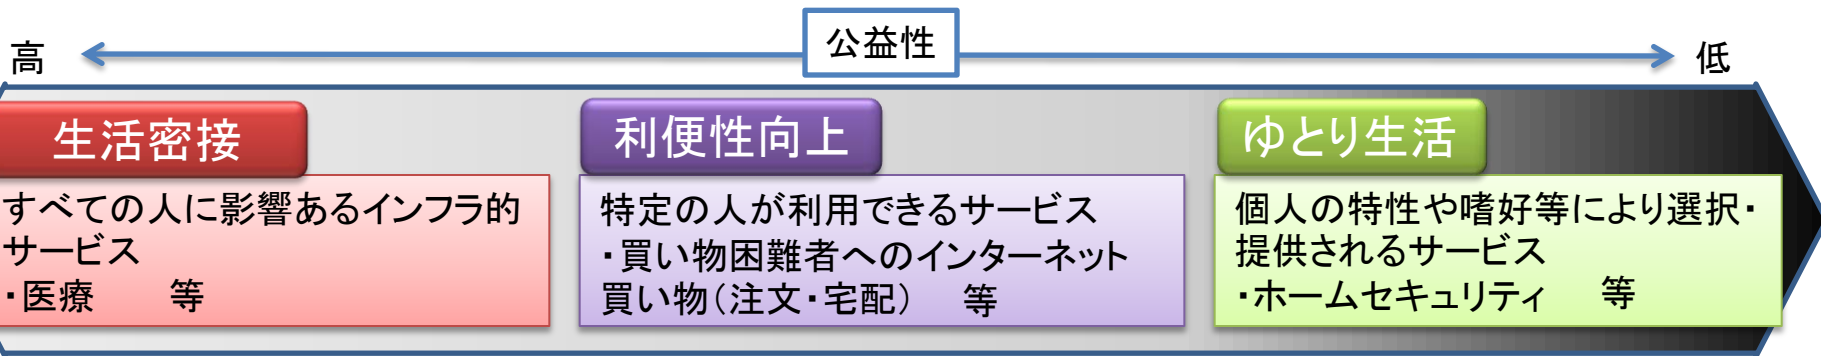 公益性
高
低
生活密接
すべての人に影響あるインフラ的
サービス
・医療　　等
利便性向上
特定の人が利用できるサービス
・買い物困難者へのインターネット
買い物（注文・宅配）　等
ゆとり生活
個人の特性や嗜好等により選択・
提供されるサービス
・ホームセキュリティ　等